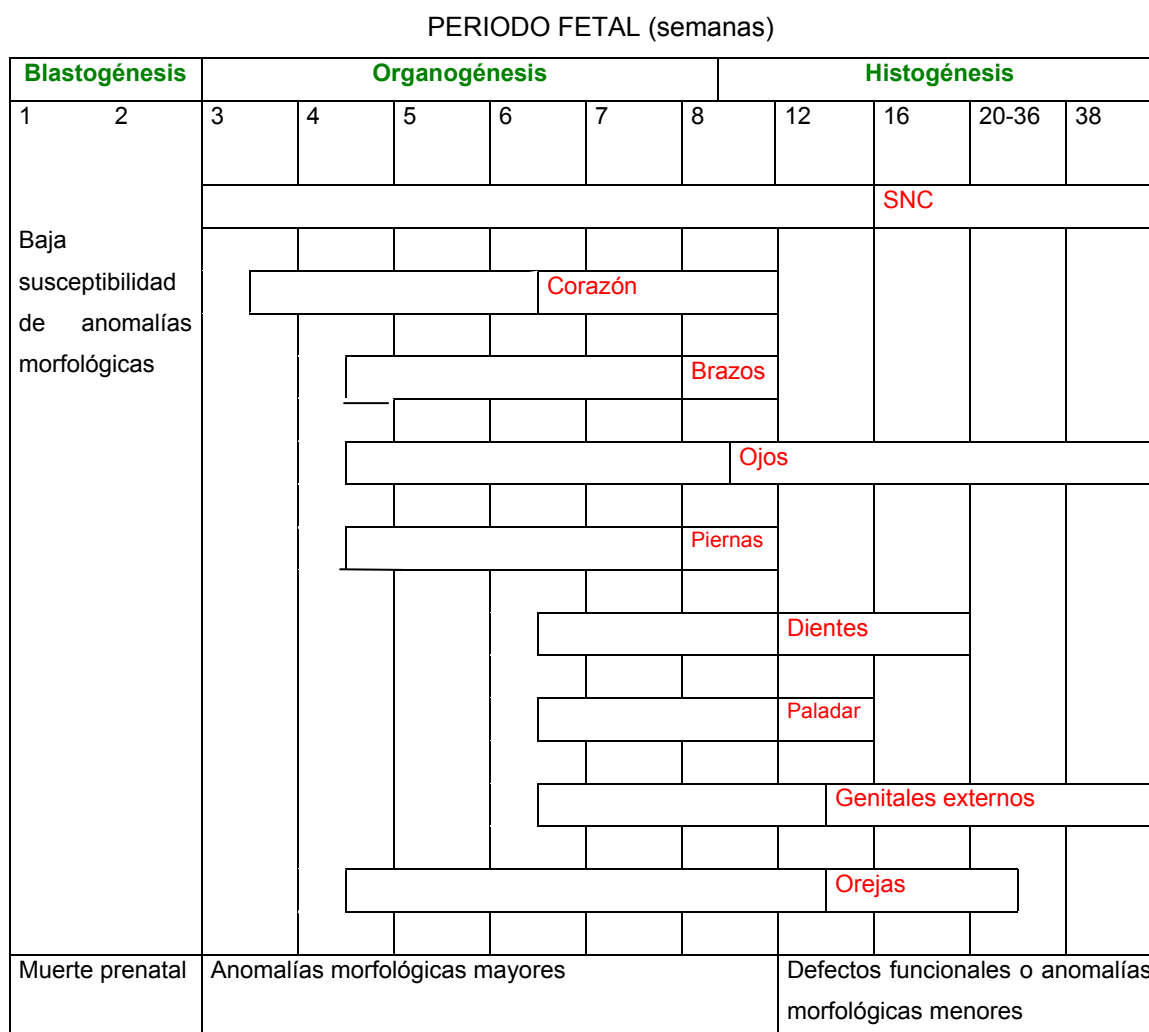 PERIODO FETAL (semanas)
Blastogénesis Organogénesis Histogénesis
1 2 3 4 5 6 7 8 12 16 20-36 38
SNC
Baja
susceptibilidad
de anomalías
morfológicas
Corazón
Brazos
Ojos
Piernas
Dientes
Paladar
Genitales externos
Orejas
Muerte prenatal Anomalías morfológicas mayores Defectos funcionales o anomalías
morfológicas menores